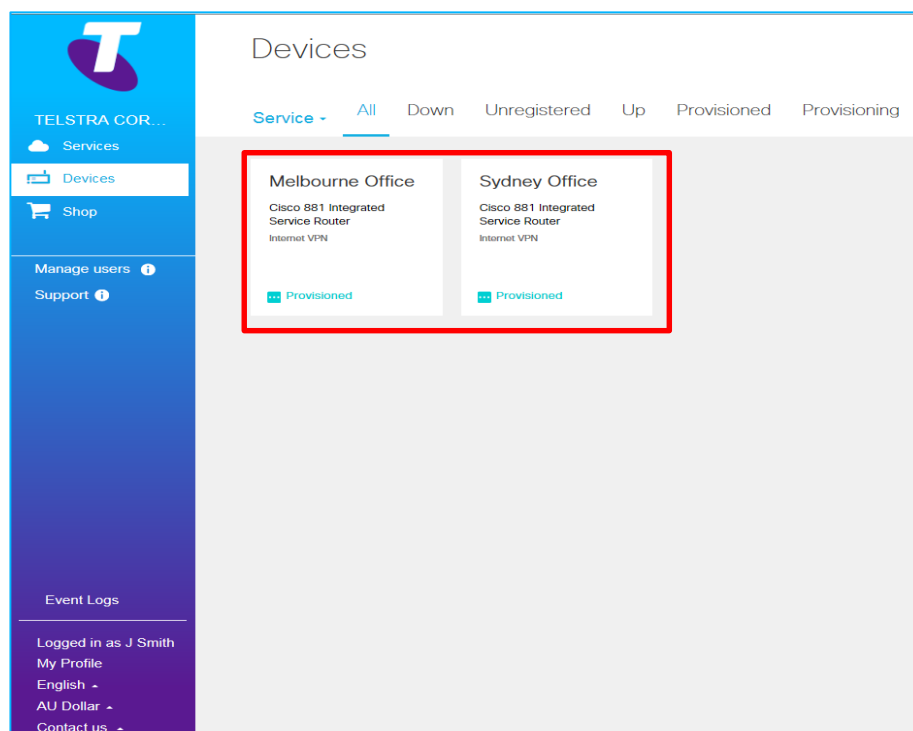 Devices
TELSTRA COR...
Service
All Down Unregistered Up Provisioned Provisioning
Services
Devices
Shop
Manage users
Support
Melbourne Office
Cisco 881 Integrated
Service Router
Internet VPN
Provisioned
Sydney Office
Cisco 881 Integrated
Service Router
Internet VPN
Provisioned
Event Logs
Logged in as J Smith
My Profile
English
AU Dollar
Contact us